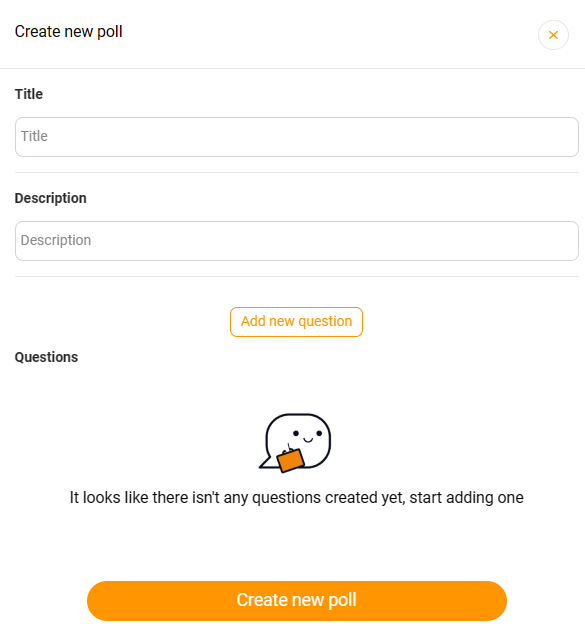 Create new poll
Title
Title
Description
Description
Add new question
Questions
It looks like there isn't any questions created yet, start adding one
Create new poll